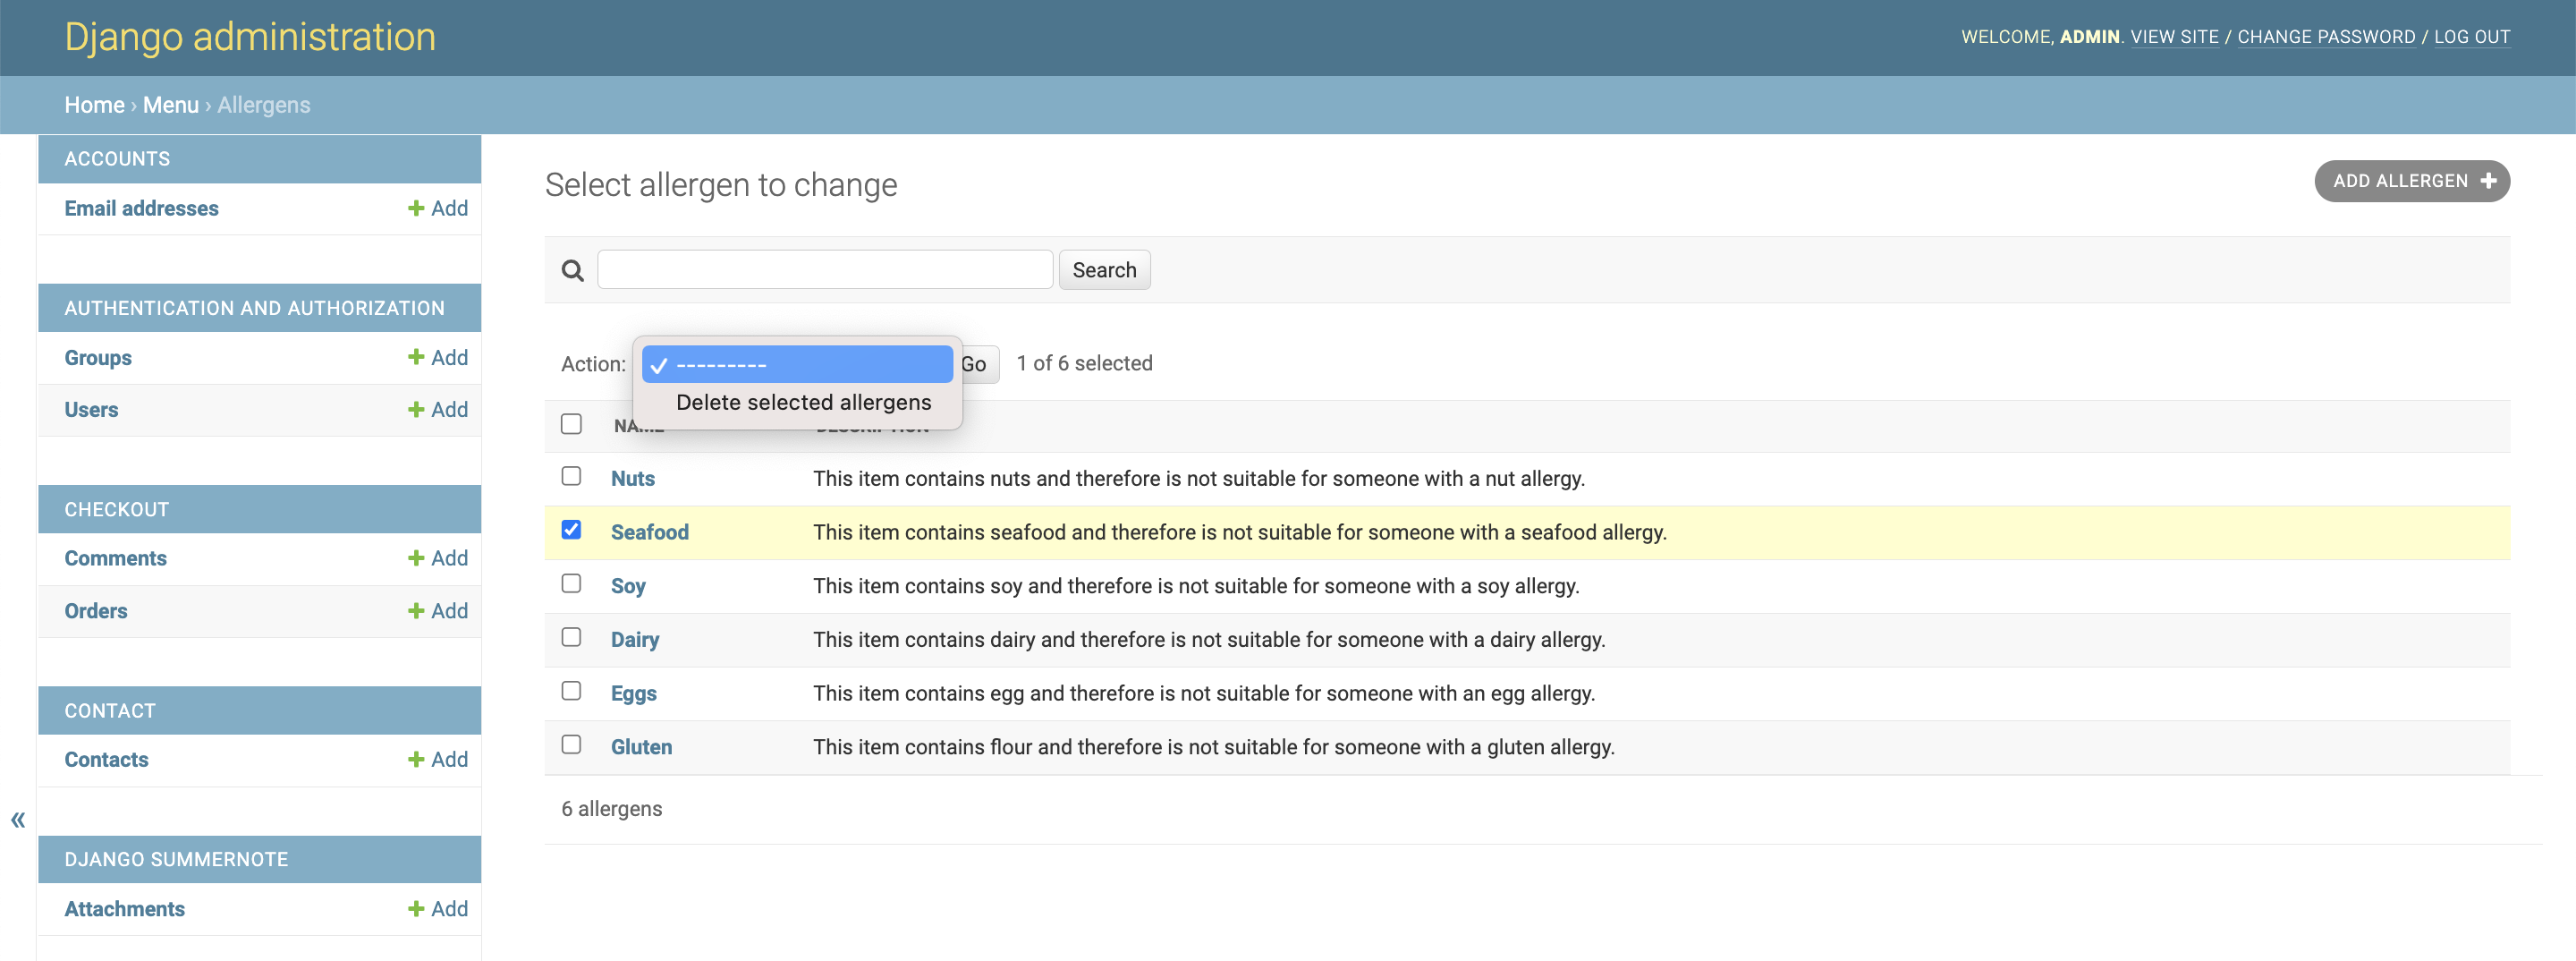 Django administration
WELCOME, ADMIN. VIEW SITE / CHANGE PASSWORD / LOG OUT
Home › Menu › Allergens
ACCOUNTS
Email addresses + Add
AUTHENTICATION AND AUTHORIZATION
Groups + Add
Users + Add
CHECKOUT
Comments + Add
Orders + Add
CONTACT
Contacts + Add
DJANGO SUMMERNOTE
Attachments + Add
«
Select allergen to change
ADD ALLERGEN +
Search
Action: ✓ --------- Go 1 of 6 selected
Delete selected allergens
NAME DESCRIPTION
Nuts This item contains nuts and therefore is not suitable for someone with a nut allergy.
Seafood This item contains seafood and therefore is not suitable for someone with a seafood allergy.
Soy This item contains soy and therefore is not suitable for someone with a soy allergy.
Dairy This item contains dairy and therefore is not suitable for someone with a dairy allergy.
Eggs This item contains egg and therefore is not suitable for someone with an egg allergy.
Gluten This item contains flour and therefore is not suitable for someone with a gluten allergy.
6 allergens